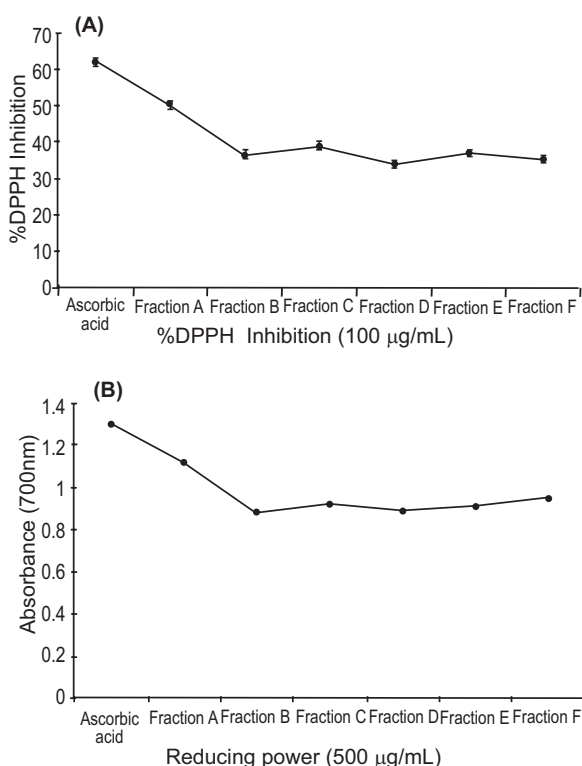 (A)
70
60
50
40
30
20
10
0
%DPPH Inhibition
Ascorbic acid
Fraction A
Fraction B
Fraction C
Fraction D
Fraction E
Fraction F
%DPPH Inhibition (100 μg/mL)
(B)
1.4
1.2
1
0.8
0.6
0.4
0.2
0
Absorbance (700nm)
Ascorbic acid
Fraction A
Fraction B
Fraction C
Fraction D
Fraction E
Fraction F
Reducing power (500 μg/mL)